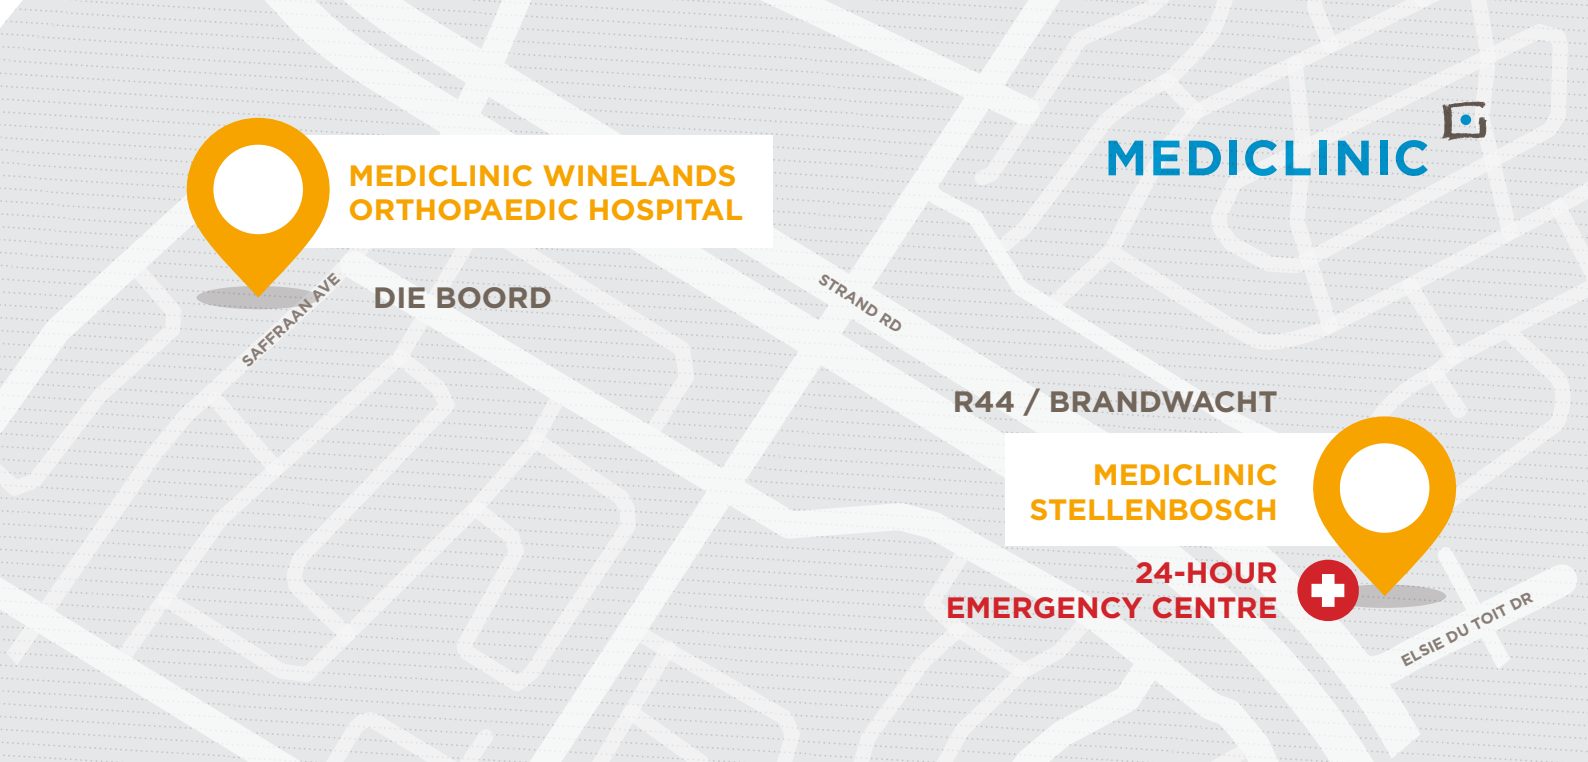 MEDICLINIC
MEDICLINIC WINELANDS
ORTHOPAEDIC HOSPITAL
DIE BOORD
SAFFRAAN AVE
STRAND RD
R44 / BRANDWACHT
MEDICLINIC
STELLENBOSCH
24-HOUR
EMERGENCY CENTRE
ELSIE DU TOIT DR